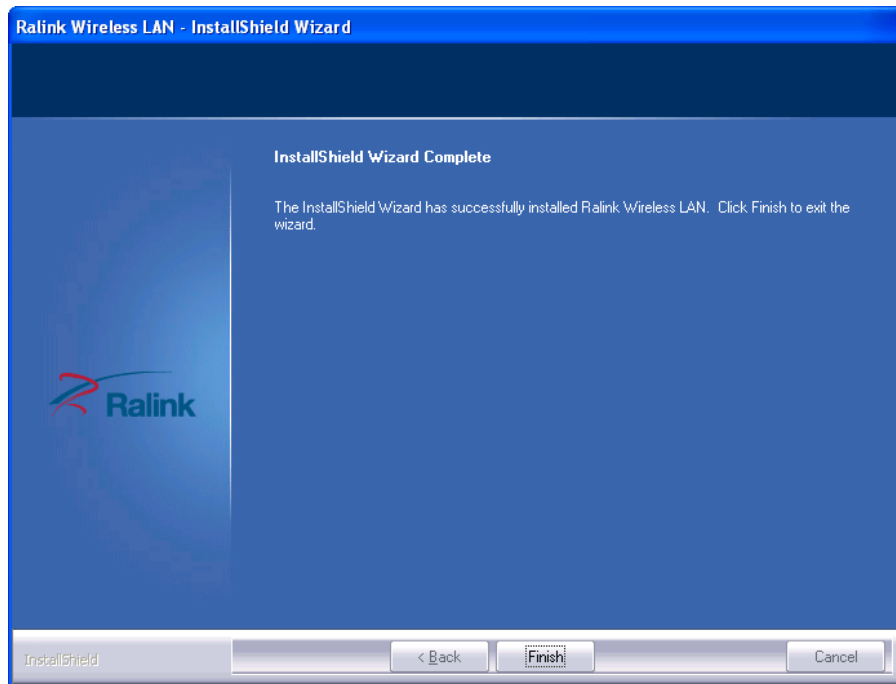 Ralink Wireless LAN - InstallShield Wizard
InstallShield Wizard Complete
The InstallShield Wizard has successfully installed Ralink Wireless LAN. Click Finish to exit the
wizard.
Ralink
InstallShield
< Back
Finish
Cancel